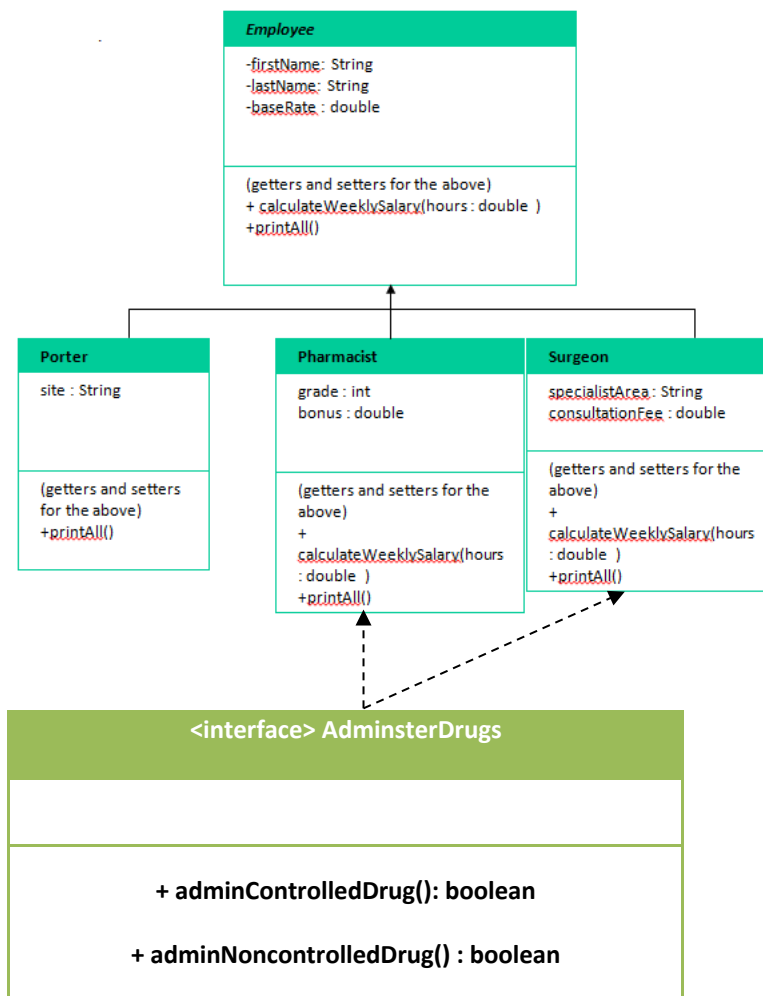 Employee
-firstName: String
-lastName: String
-baseRate : double
(getters and setters for the above)
+ calculateWeeklySalary(hours : double )
+printAll()
Porter
site : String
(getters and setters
for the above)
+printAll()
Pharmacist
grade : int
bonus : double
(getters and setters for the
above)
+
calculateWeeklySalary(hours
: double )
+printAll()
Surgeon
specialistArea : String
consultationFee : double
(getters and setters for the
above)
+
calculateWeeklySalary(hours
: double )
+printAll()
<interface> AdminsterDrugs
+ adminControlledDrug(): boolean
+ adminNoncontrolledDrug() : boolean